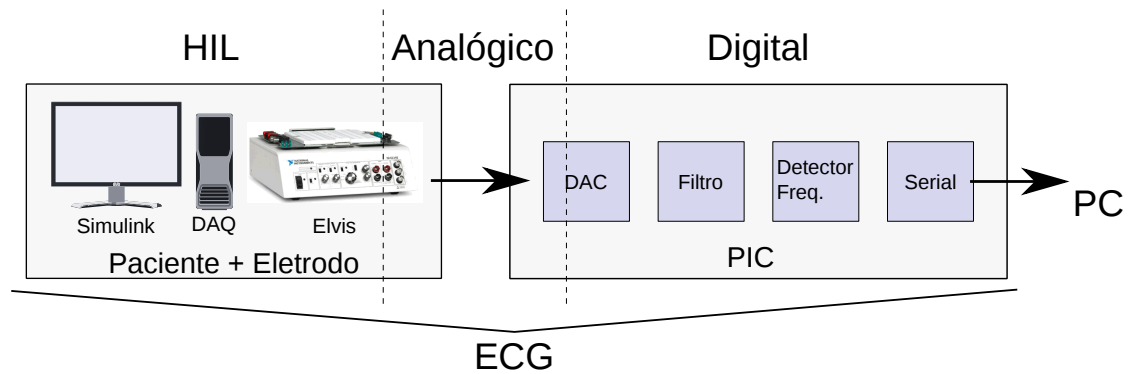 HIL
Analógico
Digital
Simulink
DAQ
Elvis
Paciente + Eletrodo
DAC
Filtro
Detector
Freq.
Serial
PIC
PC
ECG